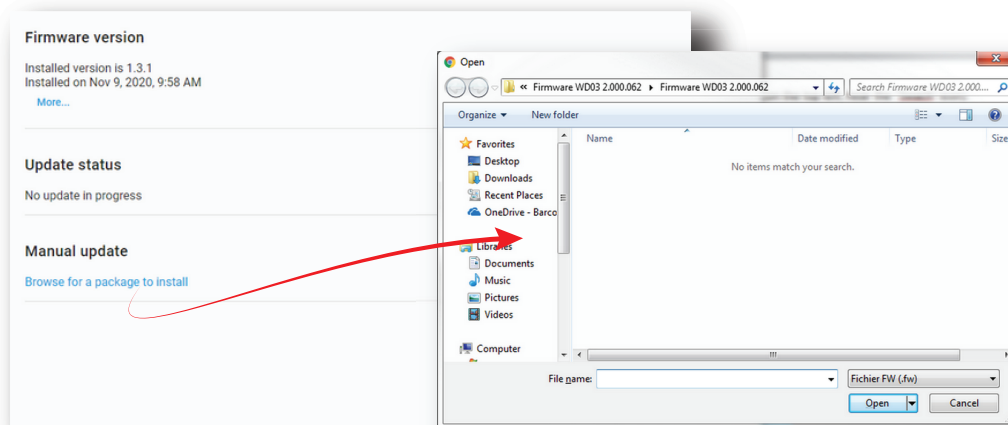 Firmware version
Installed version is 1.3.1
Installed on Nov 9, 2020, 9:58 AM
More...
Update status
No update in progress
Manual update
Browse for a package to install
Open
x
« Firmware WD03 2.000.062 ▸ Firmware WD03 2.000.062
Search Firmware WD03 2.000....
Organize
New folder
Name
Date modified
Type
Size
No items match your search.
Favorites
Desktop
Downloads
Recent Places
OneDrive - Barco
Libraries
Documents
Music
Pictures
Videos
Computer
File name:
Fichier FW (.fw)
Open
Cancel